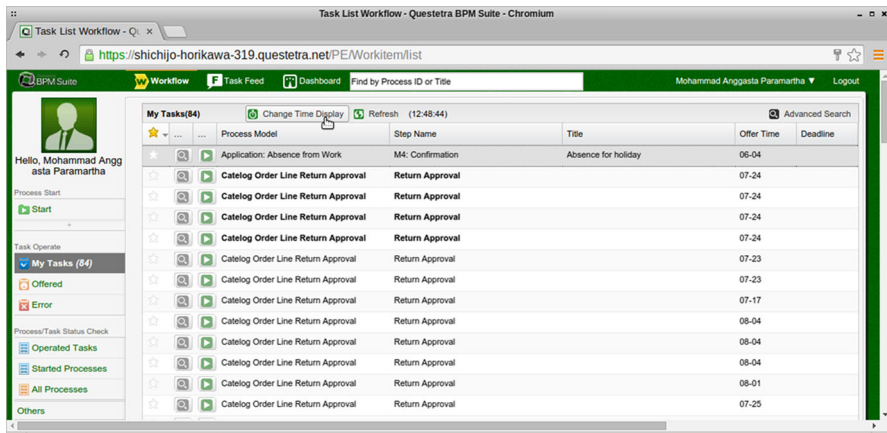 Task List Workflow - Questetra BPM Suite - Chromium
Task List Workflow - Qu
https://shichijo-horikawa-319.questetra.net/PE/Workitem/list
BPM Suite
W Workflow
F Task Feed
Dashboard
Find by Process ID or Title
Mohammad Anggasta Paramartha ▼
Logout
Hello, Mohammad Angg
asta Paramartha
Process Start
Start
Task Operate
My Tasks (84)
Offered
Error
Process/Task Status Check
Operated Tasks
Started Processes
All Processes
Others
My Tasks(84)
Change Time Display
Refresh (12:48:44)
Advanced Search
... ... Process Model Step Name Title Offer Time Deadline
Application: Absence from Work M4: Confirmation Absence for holiday 06-04
Catelog Order Line Return Approval Return Approval 07-24
Catelog Order Line Return Approval Return Approval 07-24
Catelog Order Line Return Approval Return Approval 07-24
Catelog Order Line Return Approval Return Approval 07-24
Catelog Order Line Return Approval Return Approval 07-23
Catelog Order Line Return Approval Return Approval 07-23
Catelog Order Line Return Approval Return Approval 07-17
Catelog Order Line Return Approval Return Approval 08-04
Catelog Order Line Return Approval Return Approval 08-04
Catelog Order Line Return Approval Return Approval 08-04
Catelog Order Line Return Approval Return Approval 08-01
Catelog Order Line Return Approval Return Approval 07-25